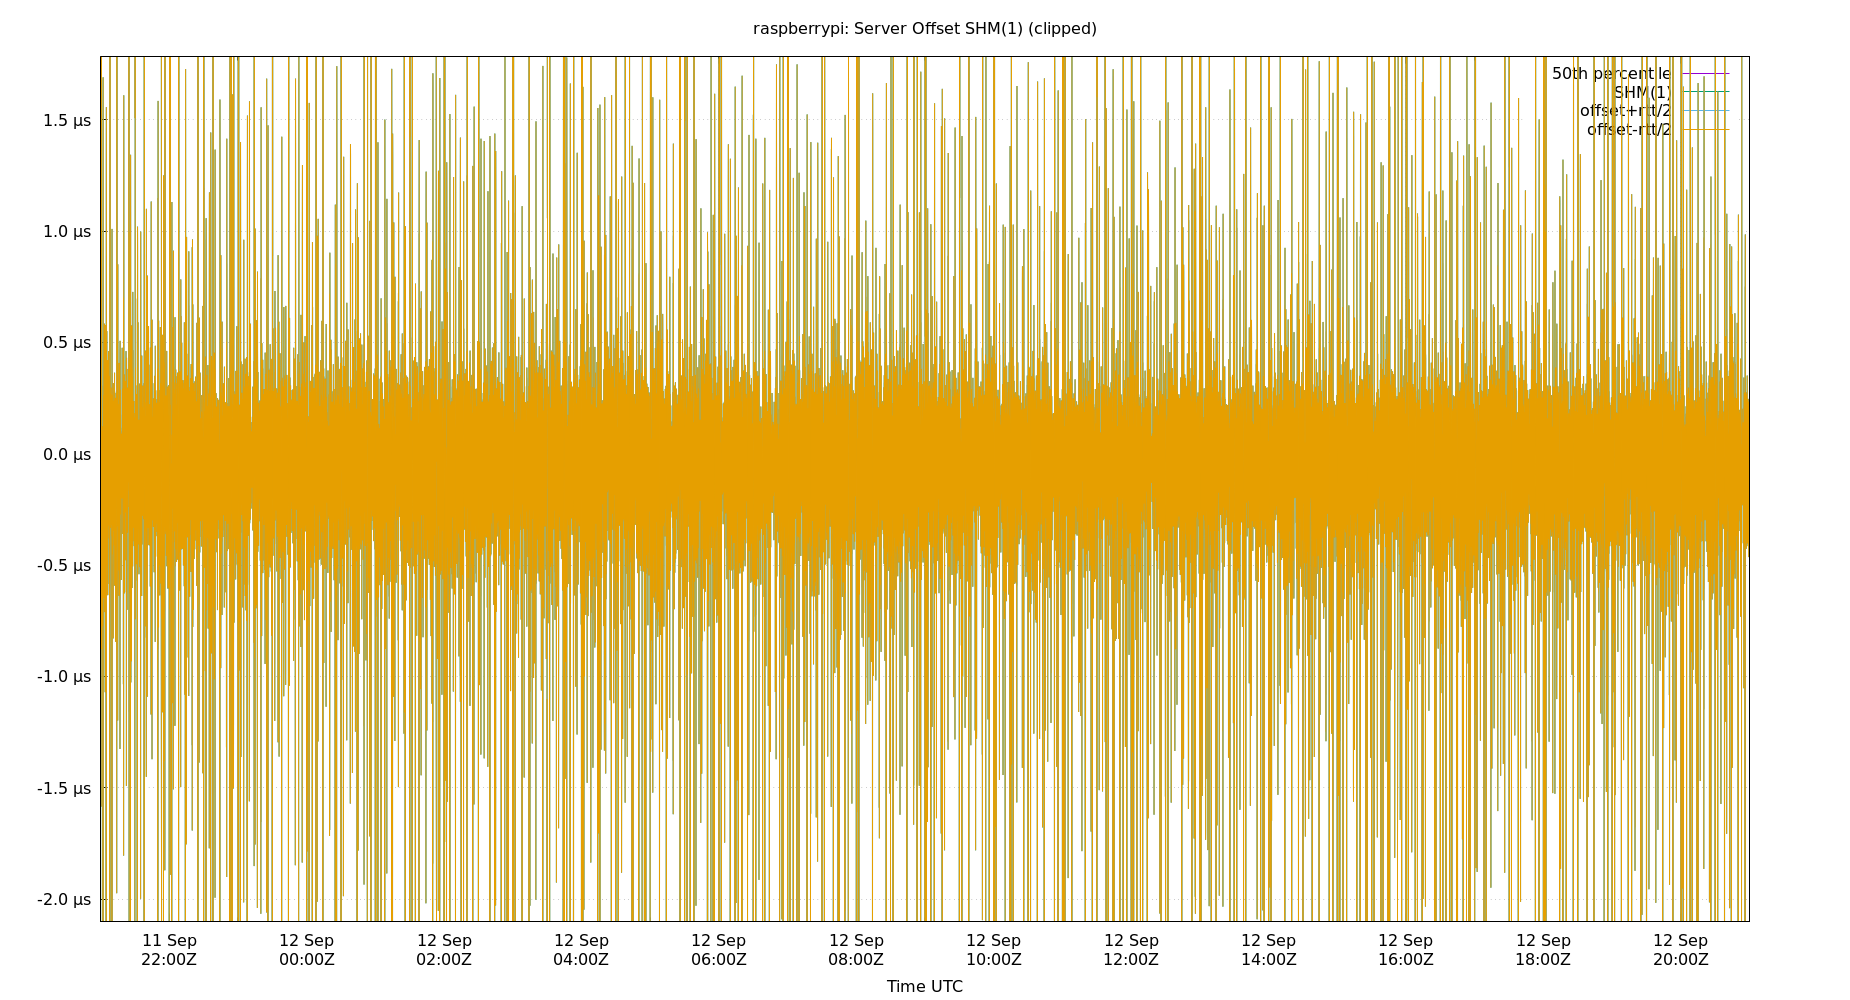 raspberrypi: Server Offset SHM(1) (clipped)
50th percentile
SHM(1)
offset+rtt/2
offset-rtt/2
1.5 µs
1.0 µs
0.5 µs
0.0 µs
-0.5 µs
-1.0 µs
-1.5 µs
-2.0 µs
11 Sep 12 Sep 12 Sep 12 Sep 12 Sep 12 Sep 12 Sep 12 Sep 12 Sep 12 Sep 12 Sep 12 Sep
22:00Z 00:00Z 02:00Z 04:00Z 06:00Z 08:00Z 10:00Z 12:00Z 14:00Z 16:00Z 18:00Z 20:00Z
Time UTC